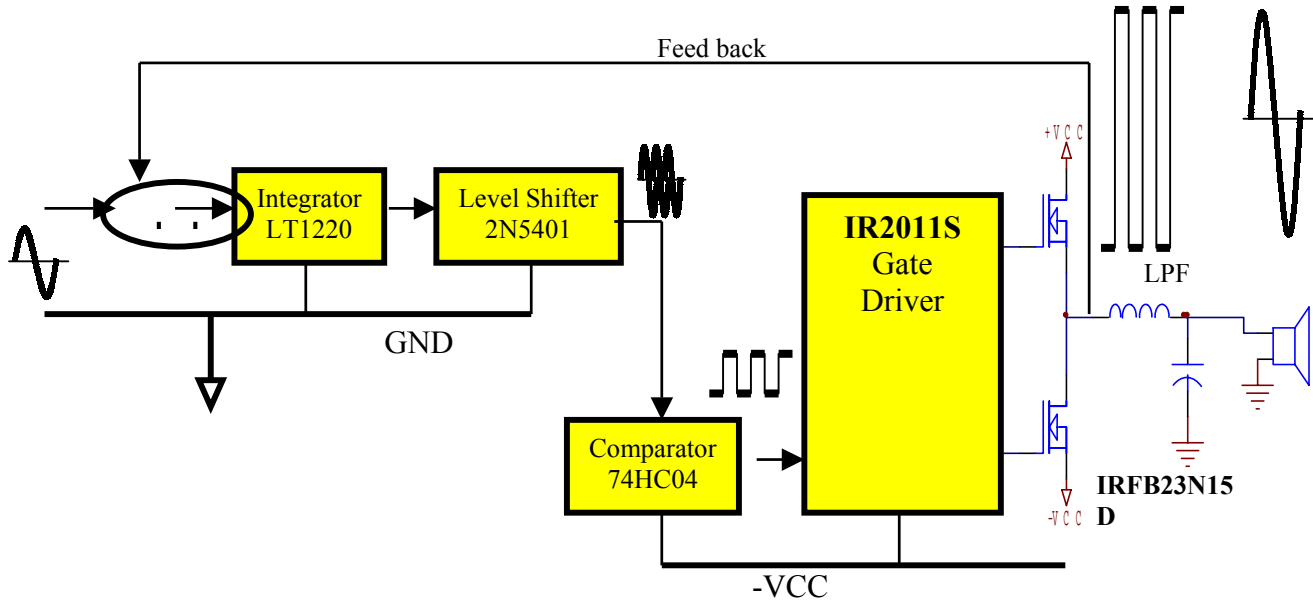 Feed back
+VCC
Integrator
LT1220
Level Shifter
2N5401
IR2011S
Gate
Driver
LPF
GND
Comparator
74HC04
IRFB23N15
D
-VCC
-VCC